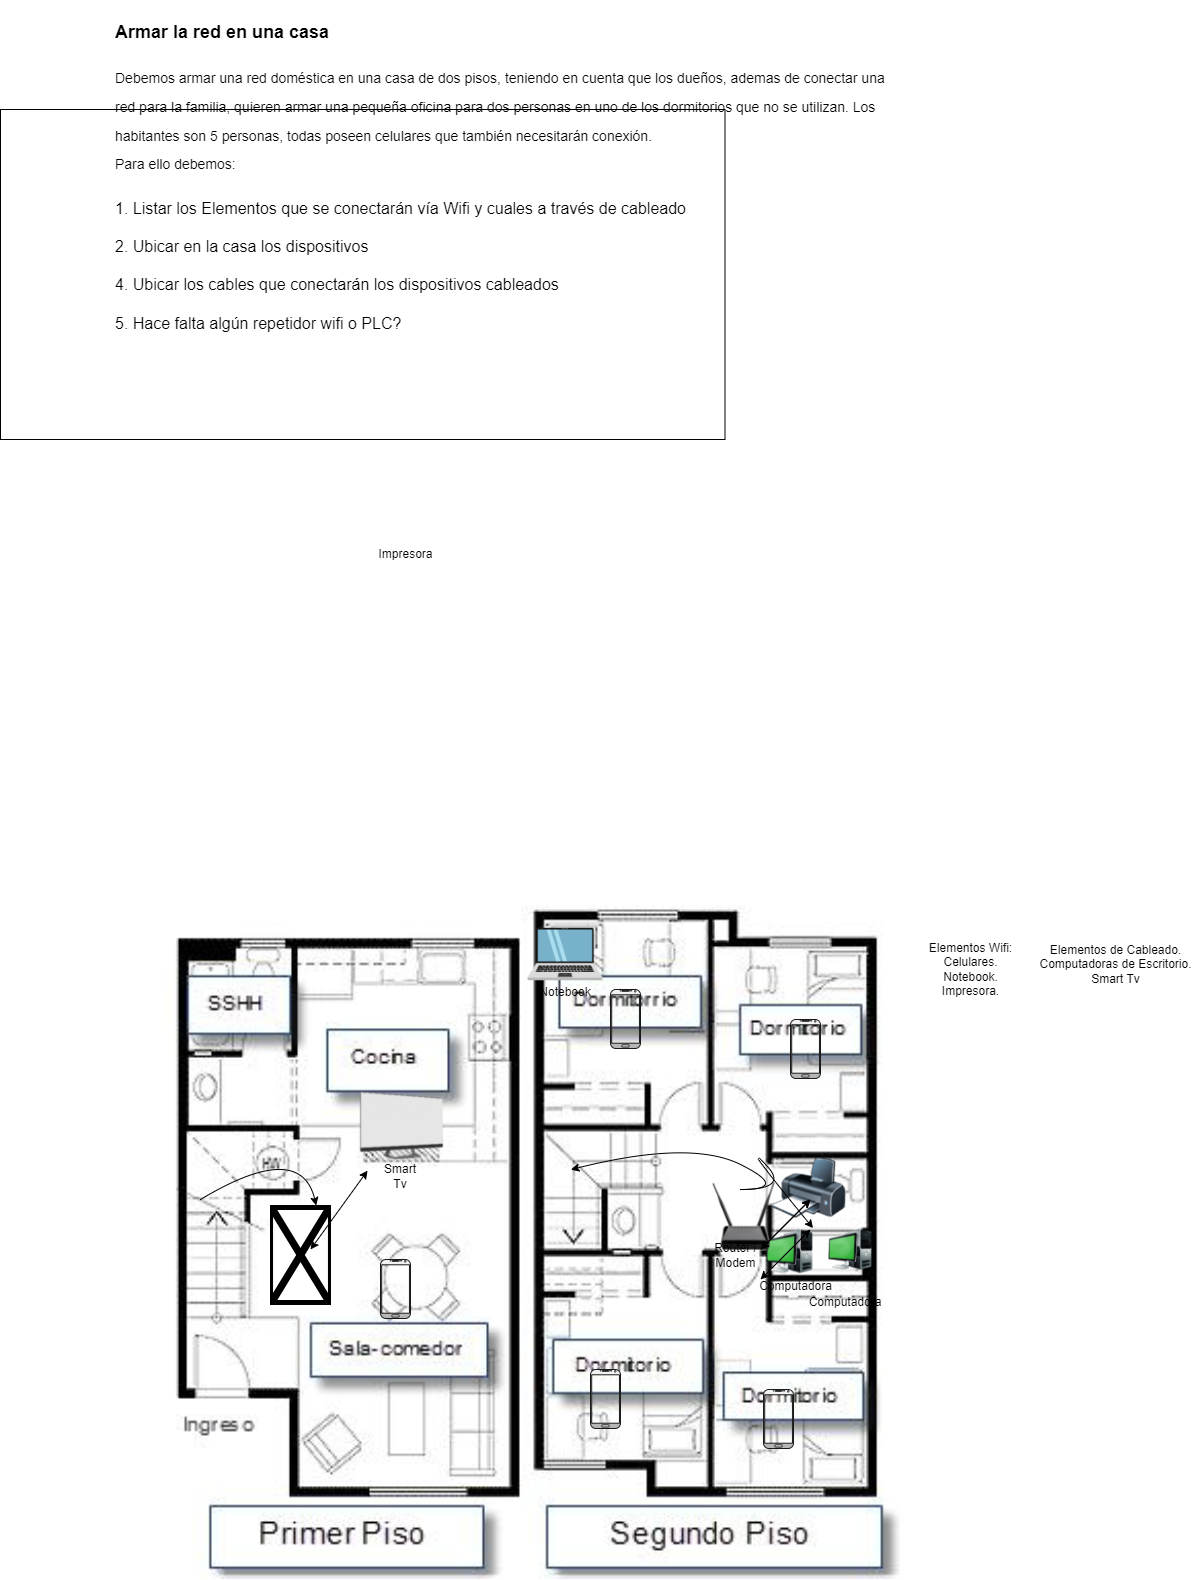 Armar la red en una casa
Debemos armar una red doméstica en una casa de dos pisos, teniendo en cuenta que los dueños, ademas de conectar una
red para la familia, quieren armar una pequeña oficina para dos personas en uno de los dormitorios que no se utilizan. Los
habitantes son 5 personas, todas poseen celulares que también necesitarán conexión.
Para ello debemos:
1. Listar los Elementos que se conectarán vía Wifi y cuales a través de cableado
2. Ubicar en la casa los dispositivos
4. Ubicar los cables que conectarán los dispositivos cableados
5. Hace falta algún repetidor wifi o PLC?
Impresora
Elementos Wifi:
Celulares.
Notebook.
Impresora.
Elementos de Cableado.
Computadoras de Escritorio.
Smart Tv
SSHH
Cocina
Smart
Tv
HW
Sala-comedor
Ingreso
Primer Piso
Notebook
Dormitorrio
Dormitorio
Router /
Modem
Computadora
Computadora
Dormitorio
Dormitorio
Segundo Piso